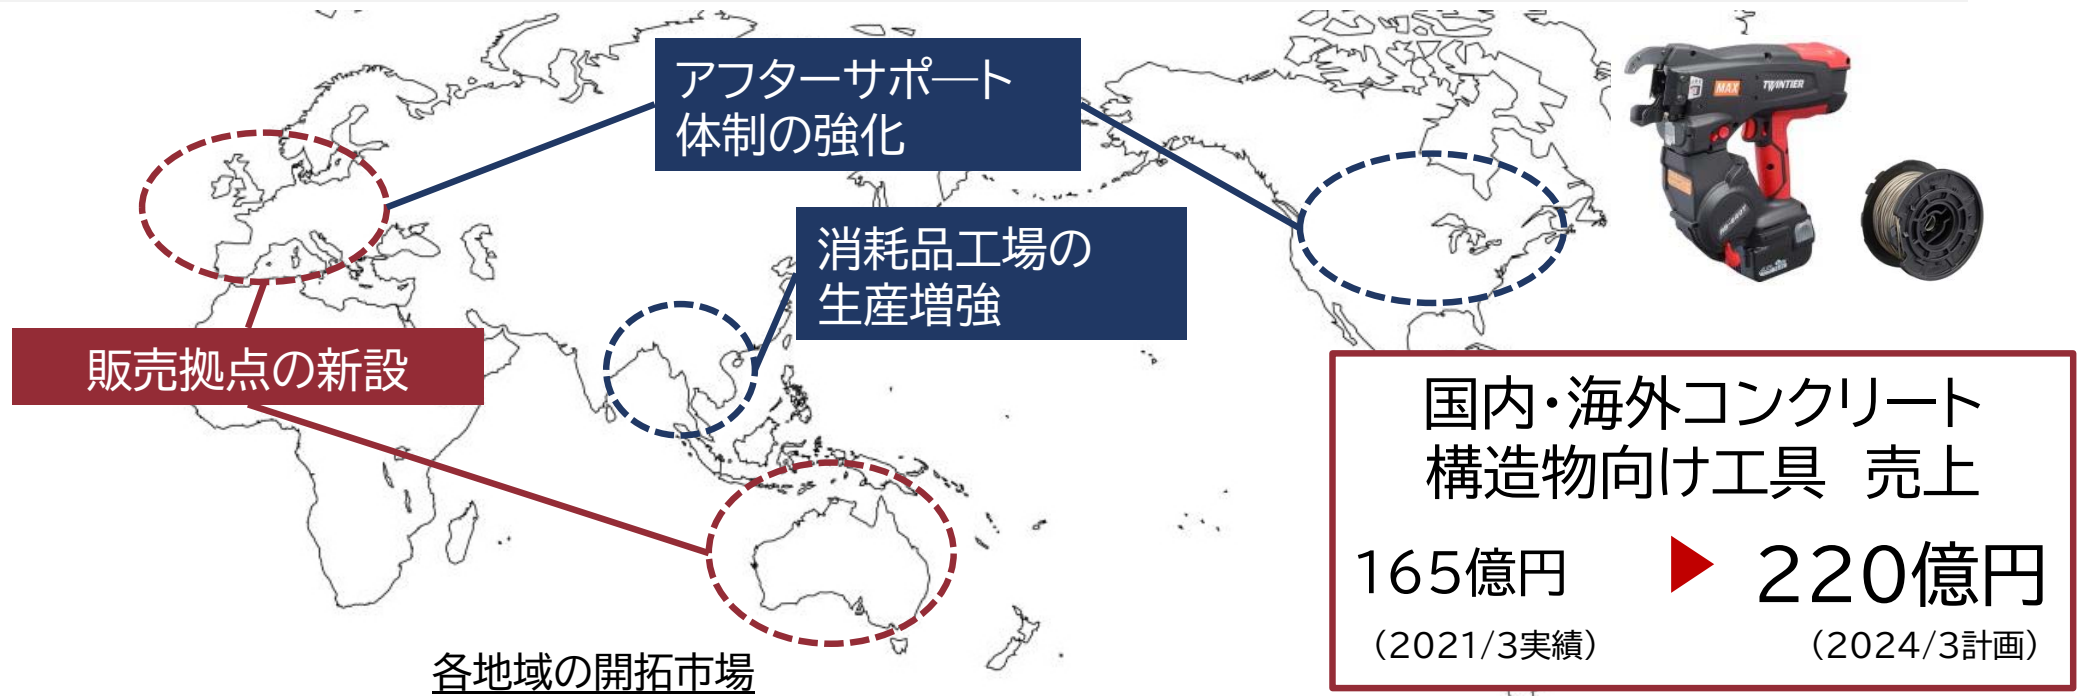 アフターサポート
体制の強化
消耗品工場の
生産増強
販売拠点の新設
MAX
TWINTIER
国内・海外コンクリート
構造物向け工具 売上
165億円
220億円
(2021/3実績)
(2024/3計画)
各地域の開拓市場